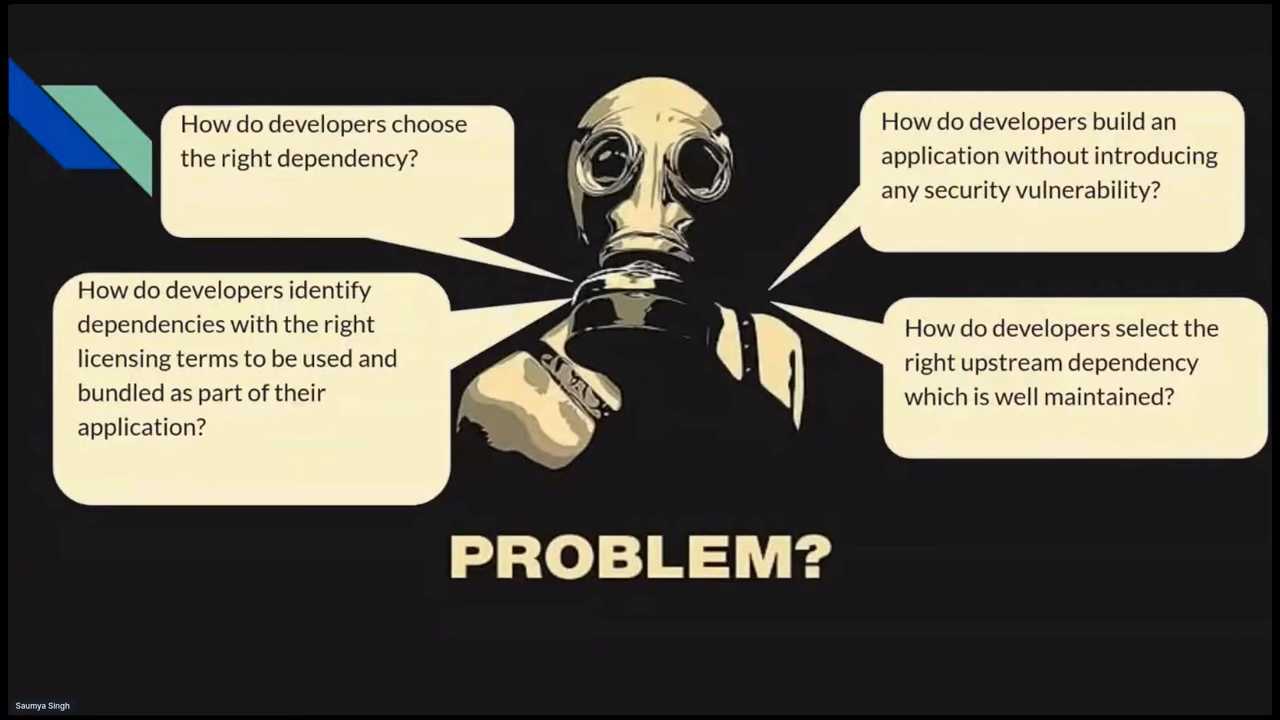 How do developers choose
the right dependency?
How do developers identify
dependencies with the right
licensing terms to be used and
bundled as part of their
application?
How do developers build an
application without introducing
any security vulnerability?
How do developers select the
right upstream dependency
which is well maintained?
PROBLEM?
Saumya Singh